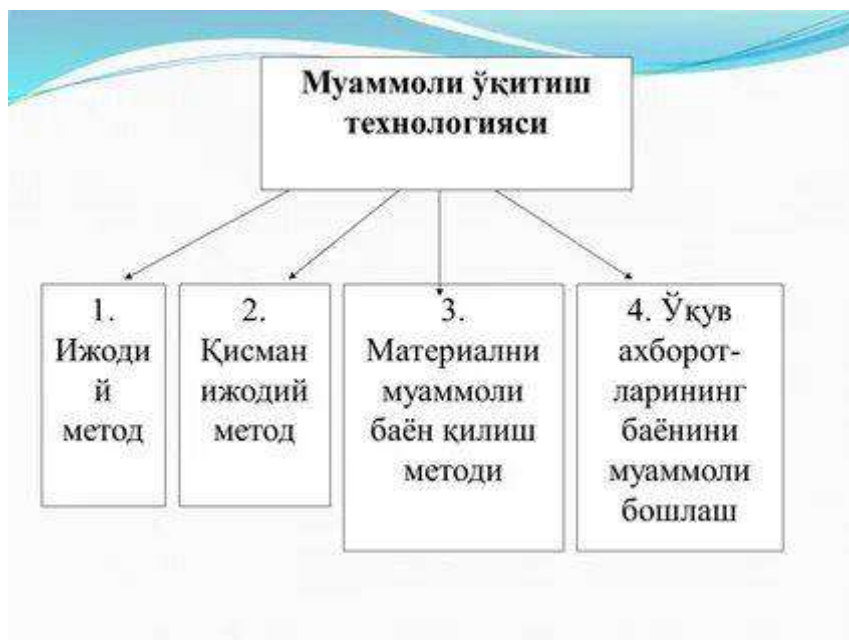 Муаммоли ўқитиш
технологияси
1.
Ижоди
й
метод
2.
Қисман
ижодий
метод
3.
Материални
муаммоли
баён қилиш
методи
4. Ўқув
ахборот-
ларининг
баёнини
муаммоли
бошлаш